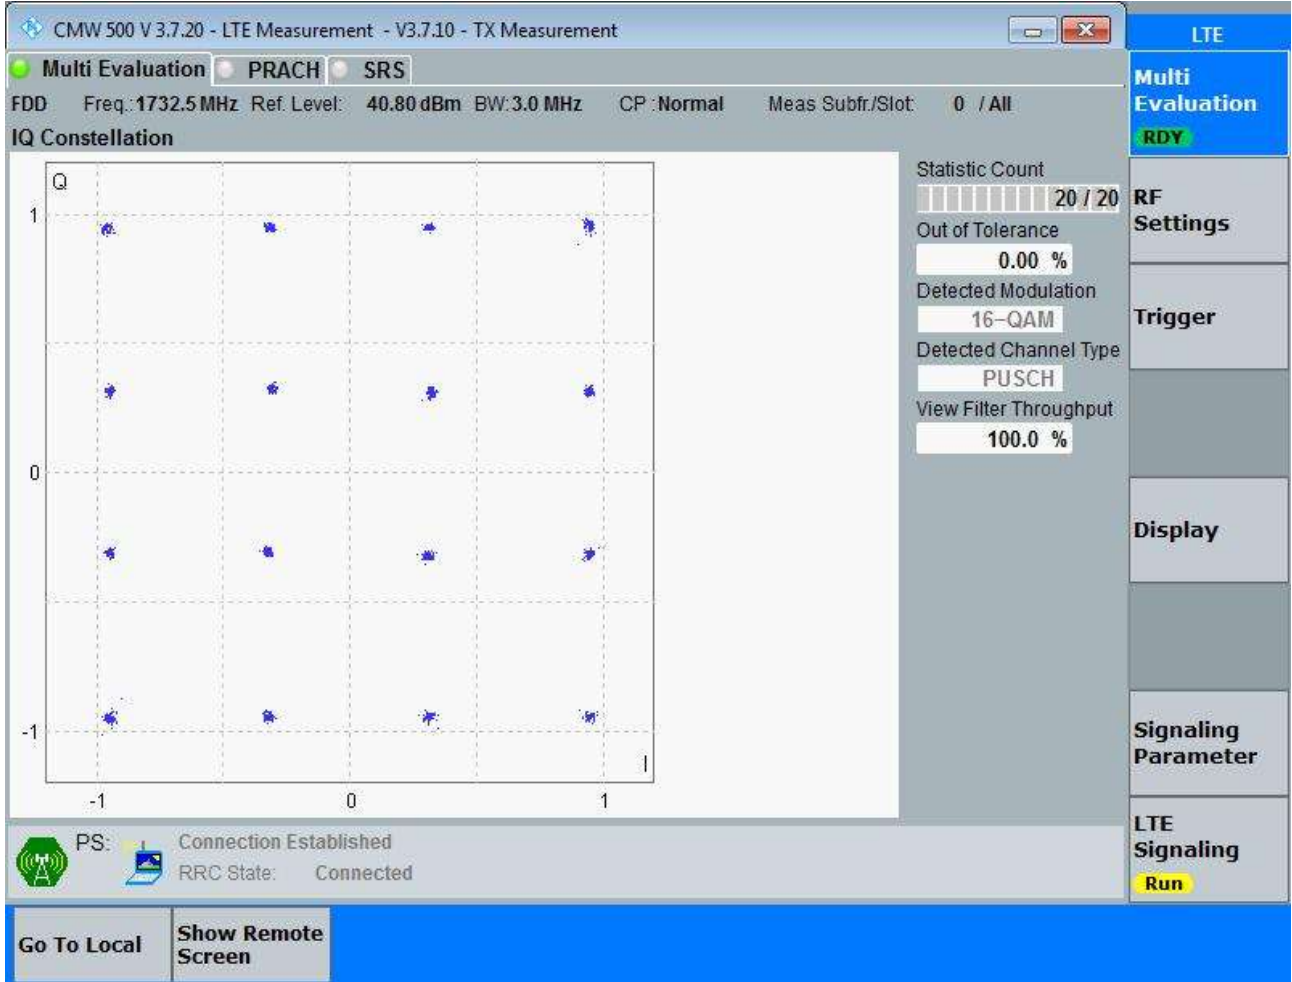 CMW 500 V 3.7.20 - LTE Measurement - V3.7.10 - TX Measurement
LTE
Multi Evaluation PRACH SRS
FDD Freq.: 1732.5 MHz Ref. Level: 40.80 dBm BW: 3.0 MHz CP : Normal Meas Subfr./Slot: 0 / All
IQ Constellation
Q
1
0
-1
I
-1 0 1
Statistic Count
20 / 20
Out of Tolerance
0.00 %
Detected Modulation
16-QAM
Detected Channel Type
PUSCH
View Filter Throughput
100.0 %
Multi
Evaluation
RDY
RF
Settings
Trigger
Display
Signaling
Parameter
LTE
Signaling
Run
PS: Connection Established
RRC State: Connected
Go To Local
Show Remote
Screen